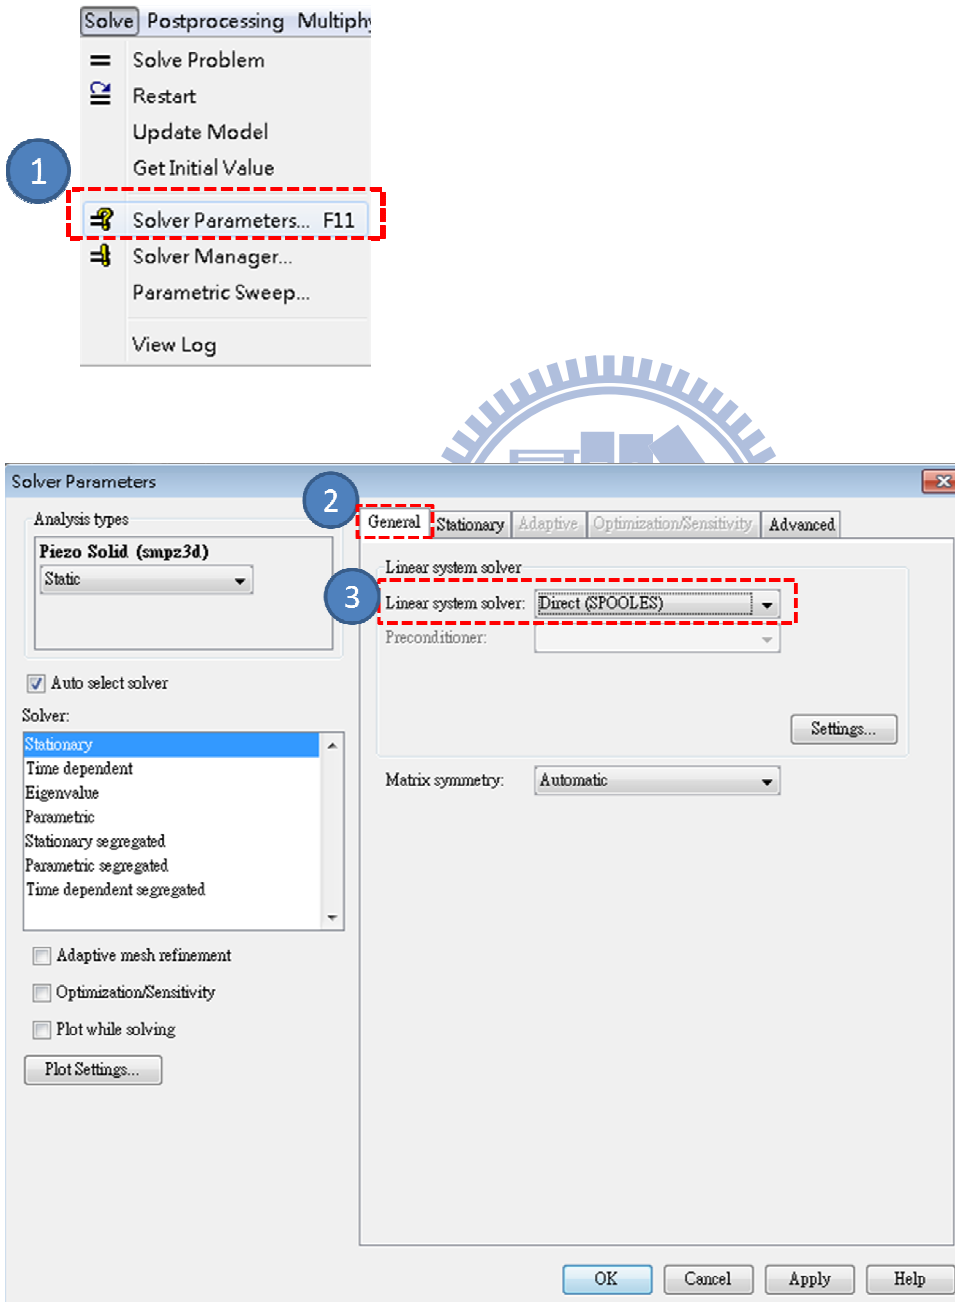 Solve Postprocessing Multiphy
Solve Problem
Restart
Update Model
Get Initial Value
1
Solver Parameters... F11
Solver Manager...
Parametric Sweep...
View Log
Solver Parameters
2
Analysis types
General Stationary Adaptive Optimization/Sensitivity Advanced
Piezo Solid (smpz3d)
Static
Linear system solver
3
Linear system solver: Direct (SPOOLES)
Preconditioner:
Auto select solver
Solver:
Settings...
Stationary
Time dependent
Eigenvalue
Parametric
Stationary segregated
Parametric segregated
Time dependent segregated
Matrix symmetry: Automatic
Adaptive mesh refinement
Optimization/Sensitivity
Plot while solving
Plot Settings...
OK Cancel Apply Help